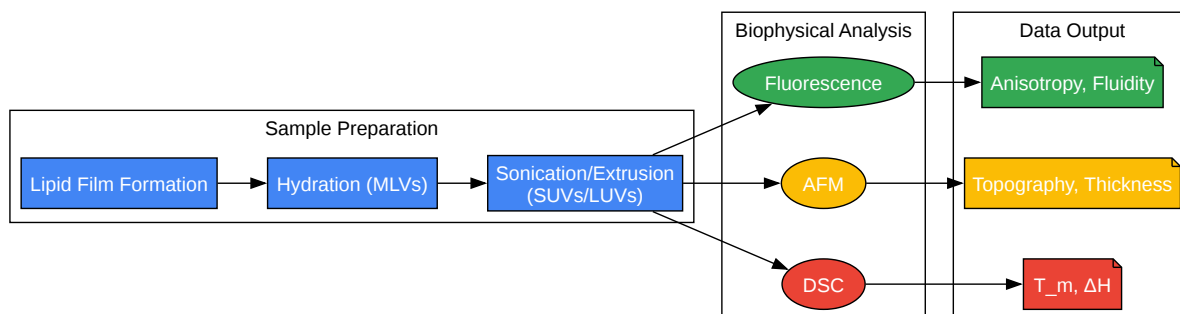 Sample Preparation
Lipid Film Formation
Hydration (MLVs)
Sonication/Extrusion
(SUVs/LUVs)
Biophysical Analysis
Fluorescence
AFM
DSC
Data Output
Anisotropy, Fluidity
Topography, Thickness
T_m, ΔH